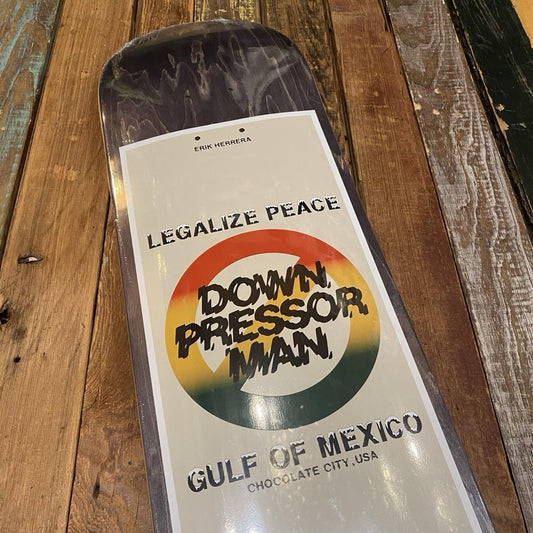 ERIK HERRERA
LEGALIZE PEACE
DOWN
PRESSOR
MAN
GULF OF MEXICO
CHOCOLATE CITY, USA